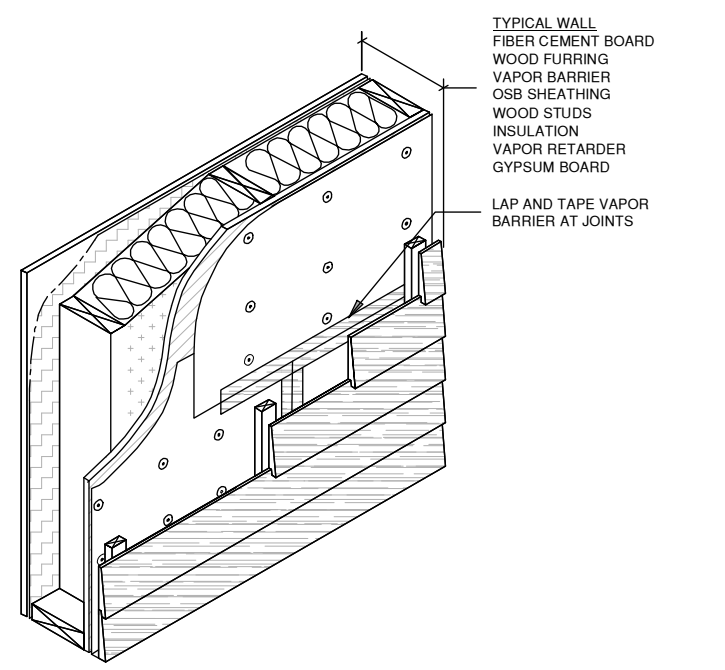 TYPICAL WALL
FIBER CEMENT BOARD
WOOD FURRING
VAPOR BARRIER
OSB SHEATHING
WOOD STUDS
INSULATION
VAPOR RETARDER
GYPSUM BOARD
LAP AND TAPE VAPOR
BARRIER AT JOINTS